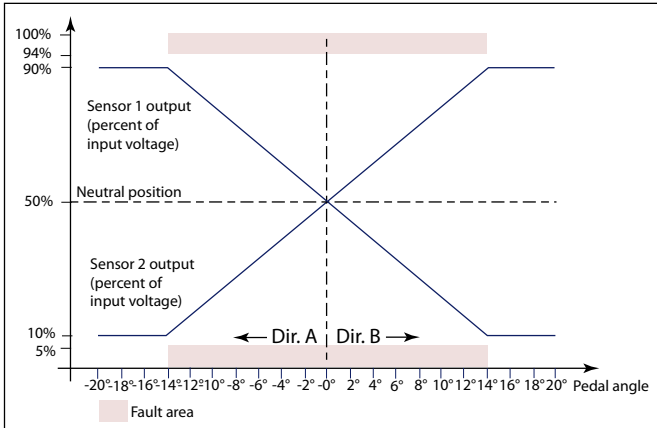 100%
94%
90%
Sensor 1 output
(percent of
input voltage)
Neutral position
50%
Sensor 2 output
(percent of
input voltage)
10%
Dir. A Dir. B
5%
-20° -18° -16° -14° -12° -10° -8° -6° -4° -2° -0° 2° 4° 6° 8° 10° 12° 14° 16° 18° 20° Pedal angle
Fault area